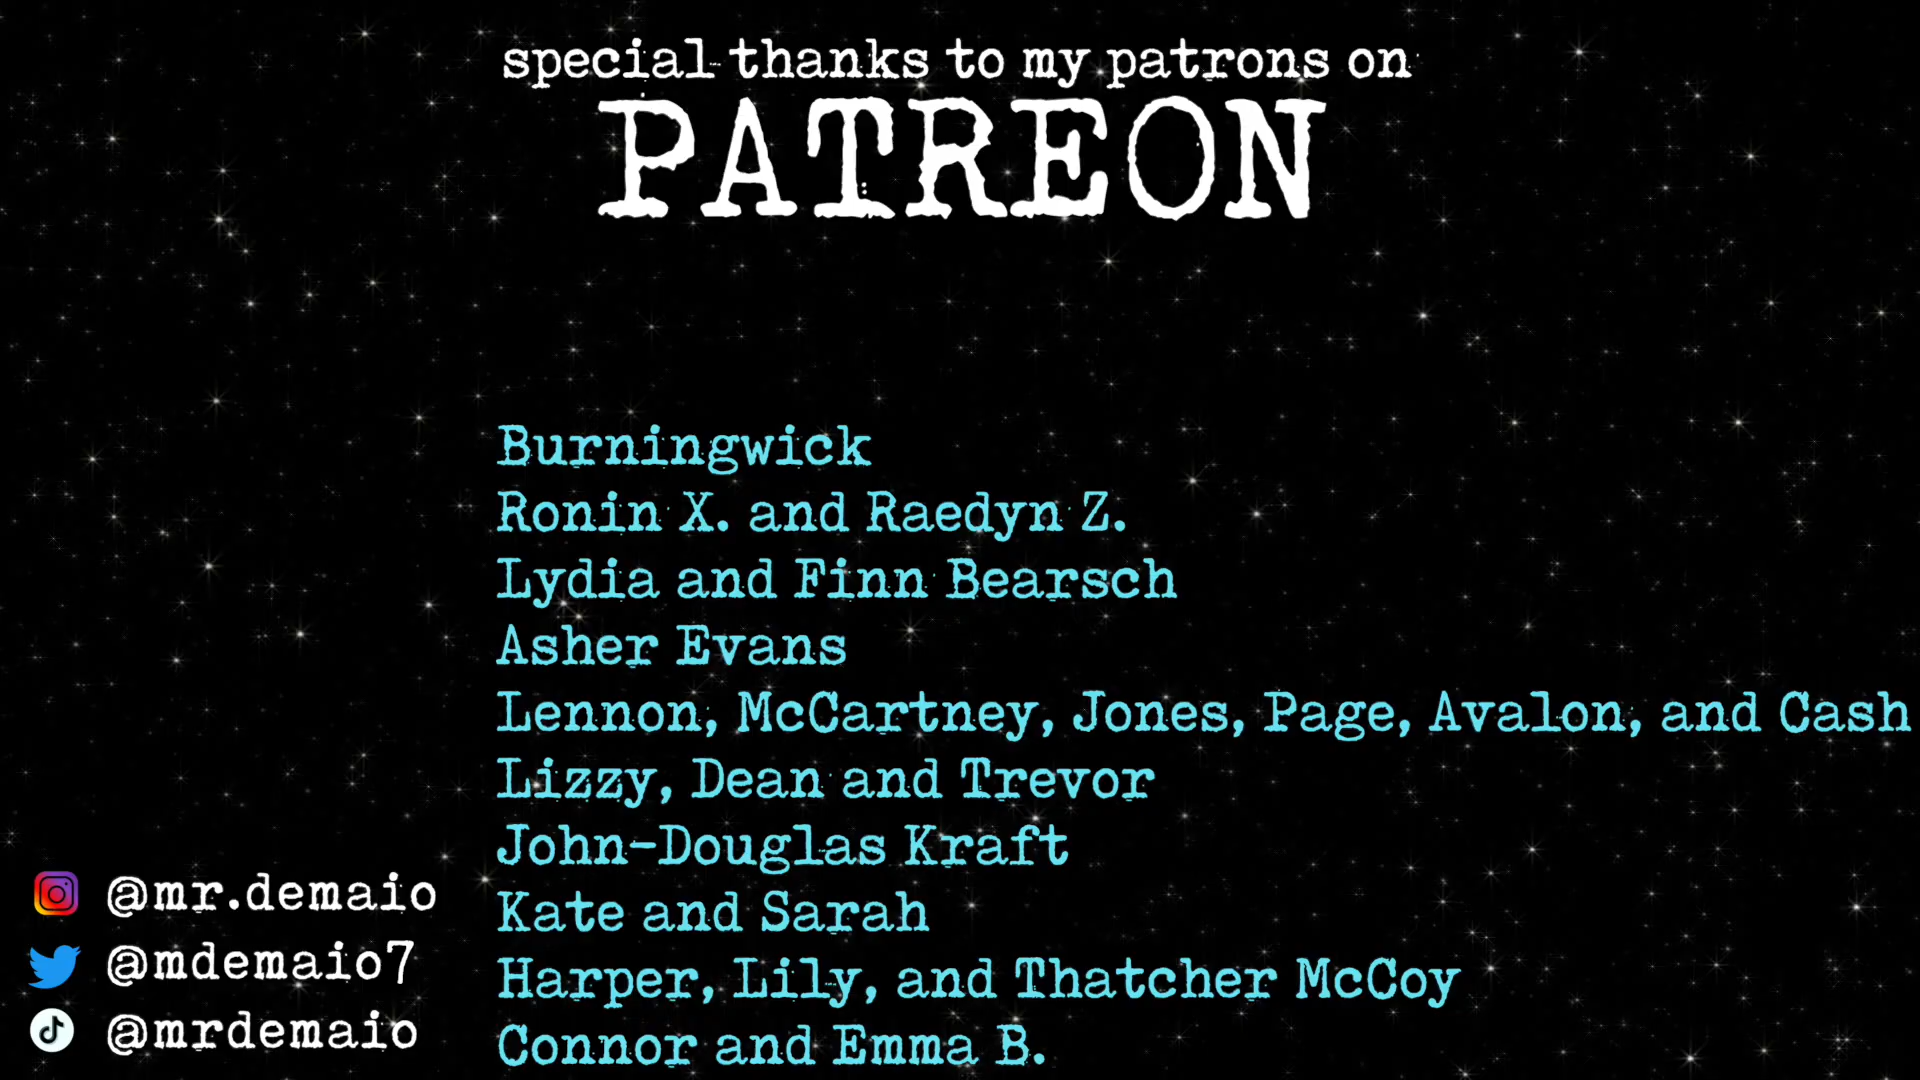 special thanks to my patrons on
PATREON
Burningwick
Ronin X. and Raedyn Z.
Lydia and Finn Bearsch
Asher Evans
Lennon, McCartney, Jones, Page, Avalon, and Cash
Lizzy, Dean and Trevor
John-Douglas Kraft
Kate and Sarah
Harper, Lily, and Thatcher McCoy
Connor and Emma B.
@mr.demaio
@mdemaio7
@mrdemaio